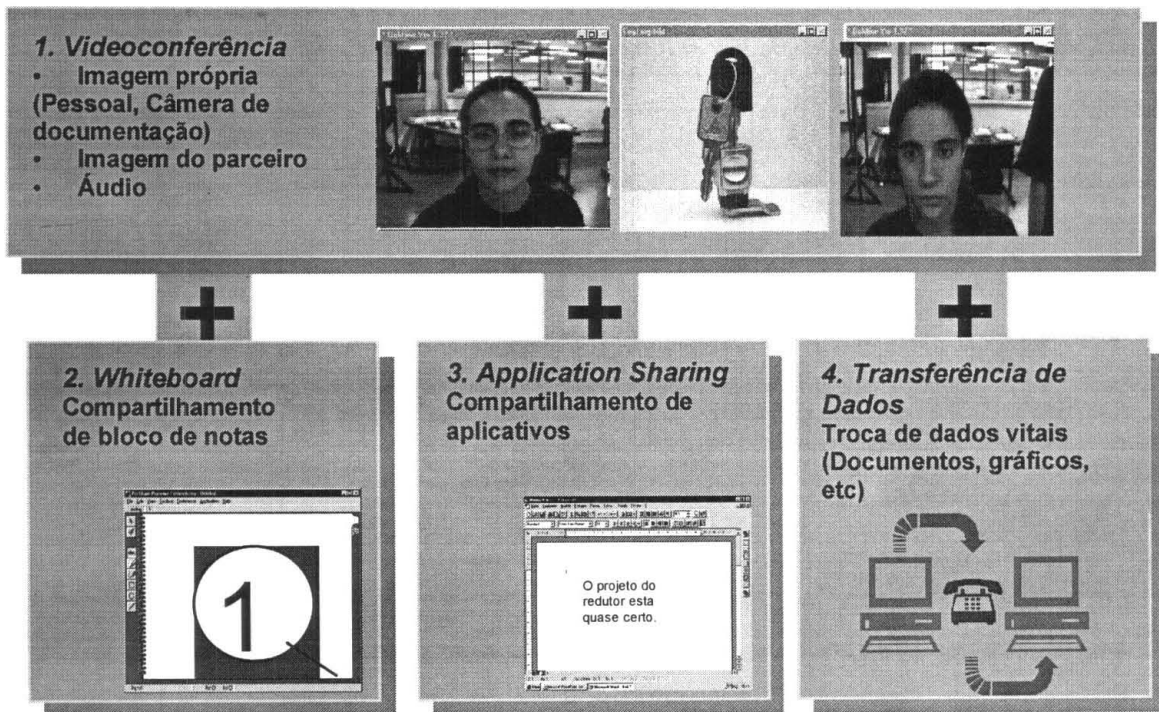 1. Videoconferência
• Imagem própria
(Pessoal, Câmera de
documentação)
• Imagem do parceiro
• Áudio
+
+
+
2. Whiteboard
Compartilhamento
de bloco de notas
1
3. Application Sharing
Compartilhamento de
aplicativos
O projeto do
redutor esta
quase certo.
4. Transferência de
Dados
Troca de dados vitais
(Documentos, gráficos,
etc)